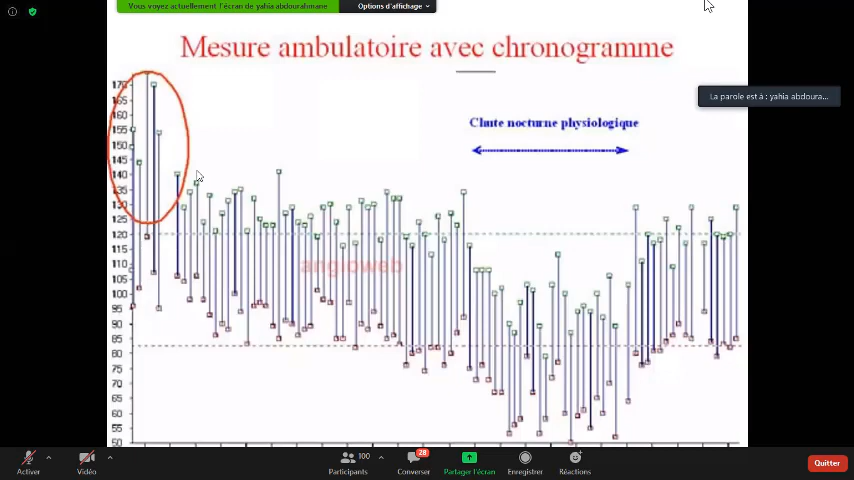 Vous voyez actuellement l'écran de yahia abdouralimane
Options d'affichage
Mesure ambulatoire avec chronogramme
La parole est à : yahia abdoura...
Chute nocturne physiologique
170
165
160
155
150
145
140
135
130
125
120
115
110
105
100
95
90
85
80
75
70
65
60
55
50
angioweb
Activer
Vidéo
100
Participants
28
Converser
Partager l'écran
Enregistrer
Réactions
Quitter